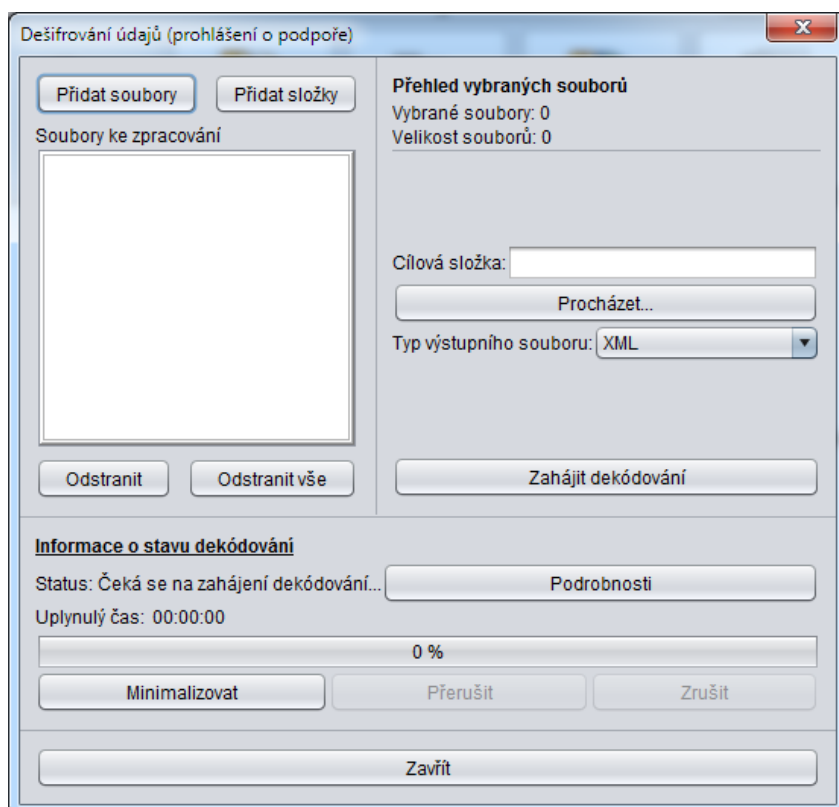 Dešifrování údajů (prohlášení o podpoře)
Přidat soubory
Přidat složky
Soubory ke zpracování
Odstranit
Odstranit vše
Přehled vybraných souborů
Vybrané soubory: 0
Velikost souborů: 0
Cílová složka:
Procházet...
Typ výstupního souboru: XML
Zahájit dekódování
Informace o stavu dekódování
Status: Čeká se na zahájení dekódování...
Podrobnosti
Uplynulý čas: 00:00:00
0 %
Minimalizovat
Přerušit
Zrušit
Zavřít